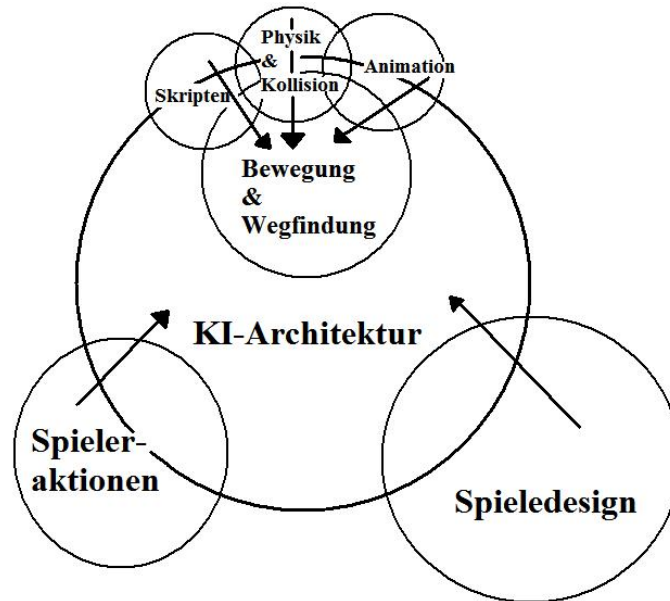 Physik
&
Kollision
Skripten
Animation
Bewegung
&
Wegfindung
KI-Architektur
Spieler-
aktionen
Spieledesign